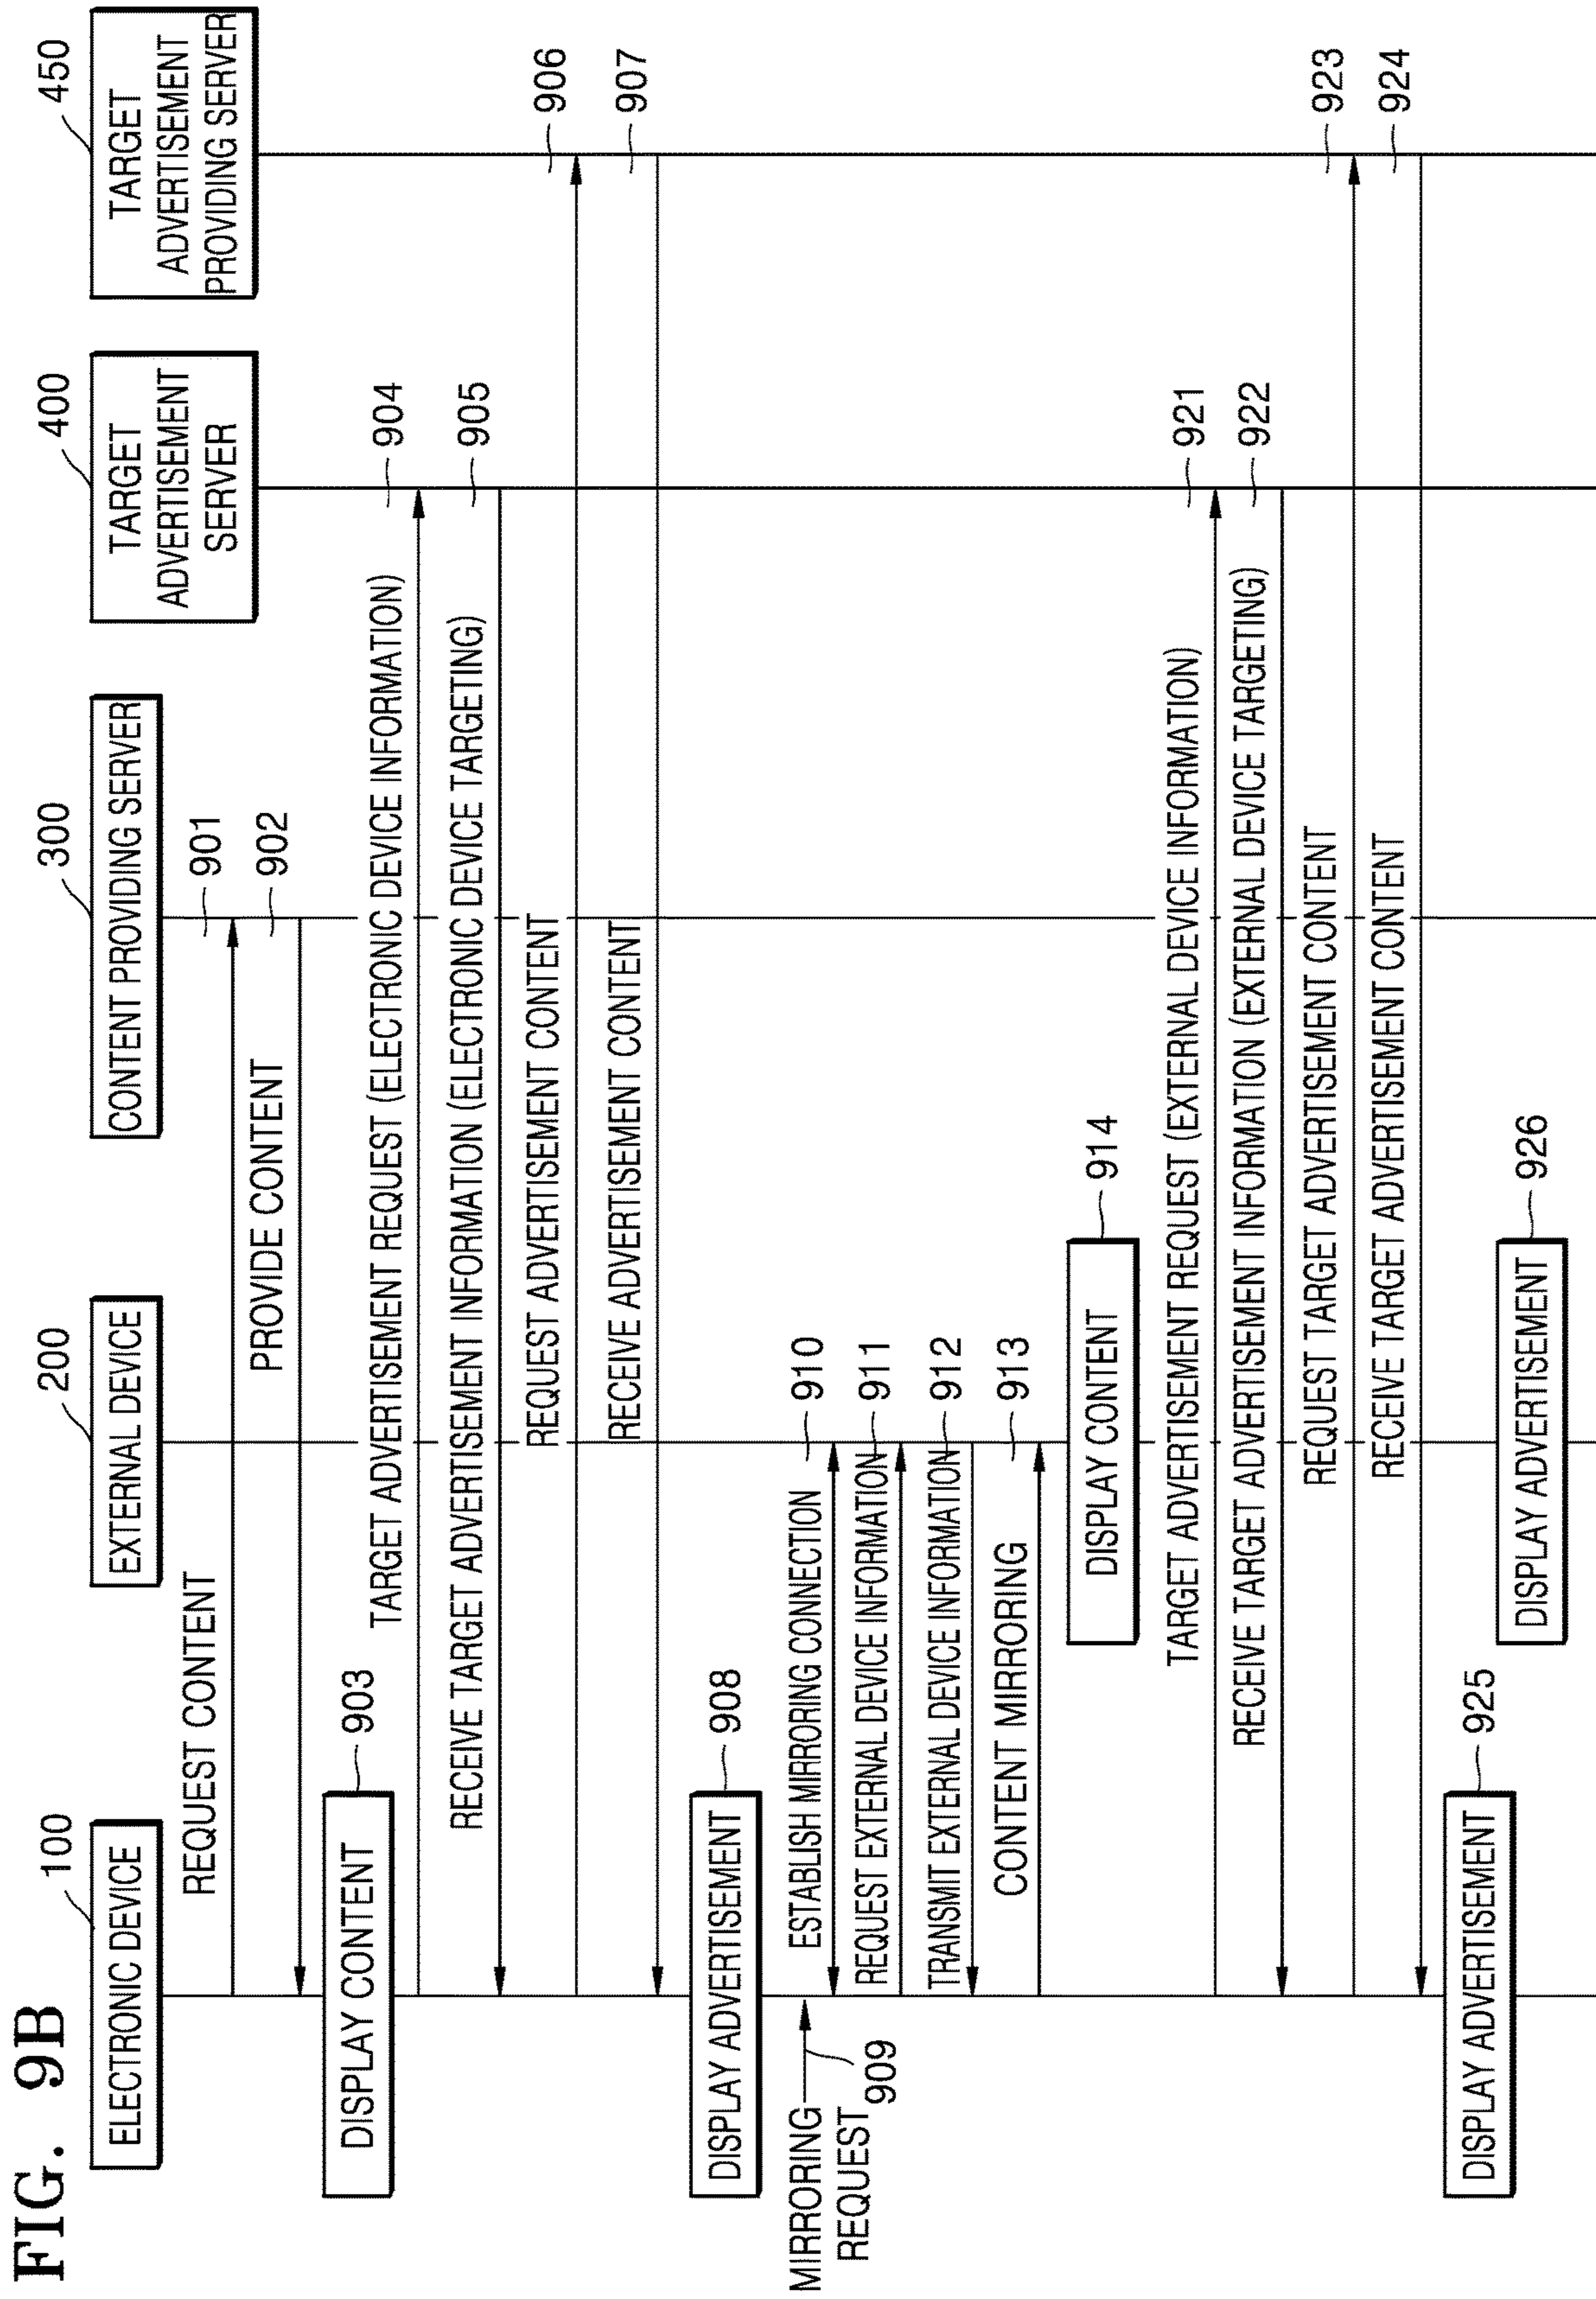 FIG. 9B
100
200
300
400
450
ELECTRONIC DEVICE
EXTERNAL DEVICE
CONTENT PROVIDING SERVER
TARGET
ADVERTISEMENT
SERVER
TARGET
ADVERTISEMENT
PROVIDING SERVER
REQUEST CONTENT
901
PROVIDE CONTENT
902
DISPLAY CONTENT
903
TARGET ADVERTISEMENT REQUEST (ELECTRONIC DEVICE INFORMATION)
904
RECEIVE TARGET ADVERTISEMENT INFORMATION (ELECTRONIC DEVICE TARGETING)
905
REQUEST ADVERTISEMENT CONTENT
906
RECEIVE ADVERTISEMENT CONTENT
907
DISPLAY ADVERTISEMENT
908
MIRRORING
REQUEST
909
ESTABLISH MIRRORING CONNECTION
910
REQUEST EXTERNAL DEVICE INFORMATION
911
TRANSMIT EXTERNAL DEVICE INFORMATION
912
CONTENT MIRRORING
913
DISPLAY CONTENT
914
TARGET ADVERTISEMENT REQUEST (EXTERNAL DEVICE INFORMATION)
921
RECEIVE TARGET ADVERTISEMENT INFORMATION (EXTERNAL DEVICE TARGETING)
922
REQUEST TARGET ADVERTISEMENT CONTENT
923
RECEIVE TARGET ADVERTISEMENT CONTENT
924
DISPLAY ADVERTISEMENT
925
DISPLAY ADVERTISEMENT
926